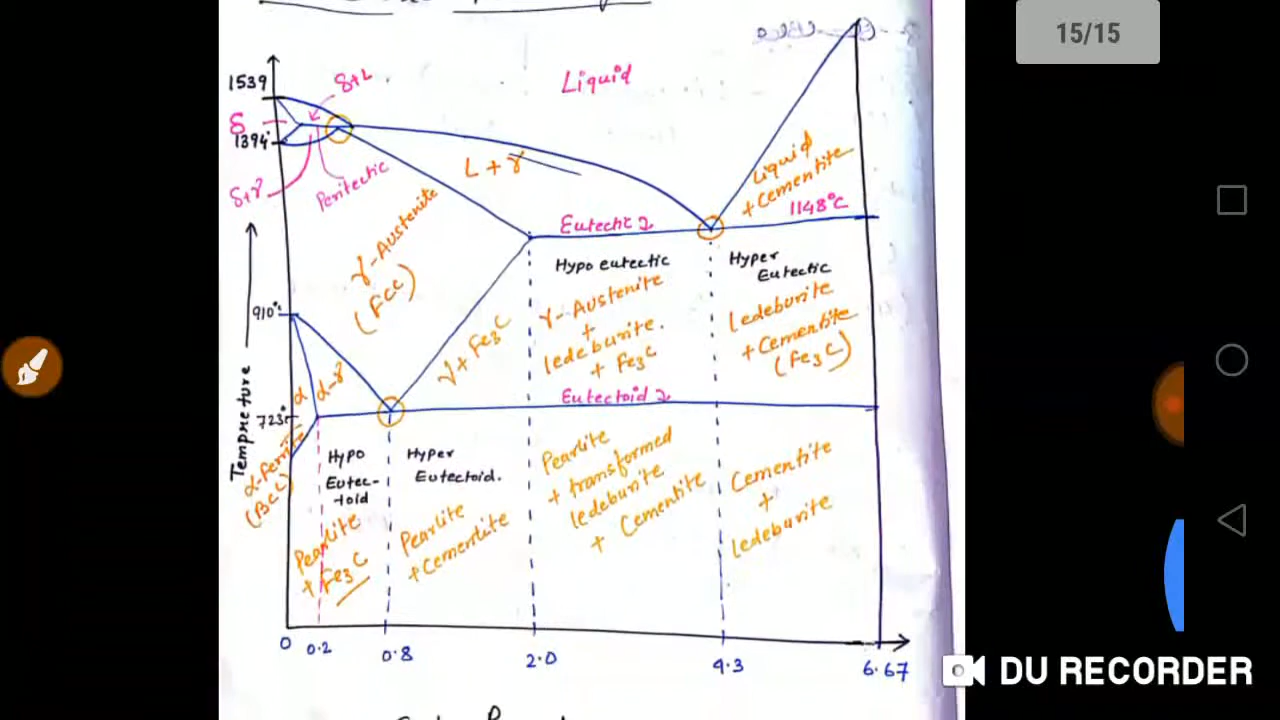 15/15
1539
δ+L
Liquid
δ
1394°
δ+γ
Peritectic
L + γ
Liquid
+ Cementite
1148°C
γ-Austenite
(FCC)
Eutectic
Hypo eutectic
Hyper
Eutectic
γ-Austenite
+
ledeburite.
+ Fe3C
ledeburite
+ Cementite
(Fe3C)
910°
γ + Fe3C
α
α-γ
Eutectoid
723°
Tempreture
α-Ferrite
(BCC)
Hypo
Eutec-
-toid
Hyper
Eutectoid.
Pearlite
+ Fe3C
Pearlite
+Cementite
Pearlite
+ transformed
ledeburite
+ Cementite
Cementite
+
ledeburite
0
0.2
0.8
2.0
4.3
6.67
DU RECORDER